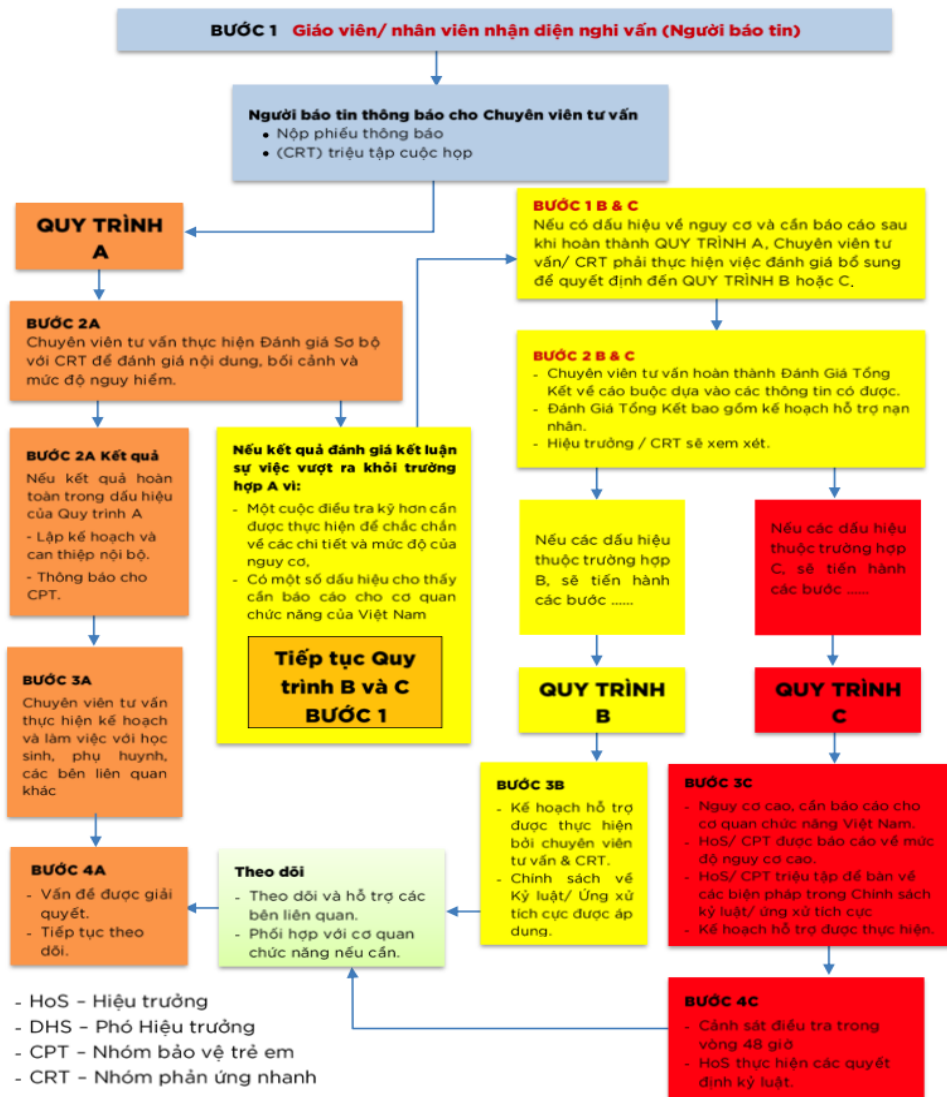 BƯỚC 1 Giáo viên/ nhân viên nhận diện nghi vấn (Người báo tin)
Người báo tin thông báo cho Chuyên viên tư vấn
• Nộp phiếu thông báo
• (CRT) triệu tập cuộc họp
QUY TRÌNH
A
BƯỚC 2A
Chuyên viên tư vấn thực hiện Đánh giá Sơ bộ
với CRT để đánh giá nội dung, bối cảnh và
mức độ nguy hiểm.
BƯỚC 2A Kết quả
Nếu kết quả hoàn
toàn trong dấu hiệu
của Quy trình A
- Lập kế hoạch và
can thiệp nội bộ.
- Thông báo cho
CPT.
BƯỚC 3A
Chuyên viên tư vấn
thực hiện kế hoạch
và làm việc với học
sinh, phụ huynh,
các bên liên quan
khác
BƯỚC 4A
- Vấn đề được giải
quyết.
- Tiếp tục theo
dõi.
Nếu kết quả đánh giá kết luận
sự việc vượt ra khỏi trường
hợp A vì:
- Một cuộc điều tra kỹ hơn cần
được thực hiện để chắc chắn
về các chi tiết và mức độ của
nguy cơ,
- Có một số dấu hiệu cho thấy
cần báo cáo cho cơ quan
chức năng của Việt Nam
Tiếp tục Quy
trình B và C
BƯỚC 1
BƯỚC 1 B & C
Nếu có dấu hiệu về nguy cơ và cần báo cáo sau
khi hoàn thành QUY TRÌNH A, Chuyên viên tư
vấn/ CRT phải thực hiện việc đánh giá bổ sung
để quyết định đến QUY TRÌNH B hoặc C.
BƯỚC 2 B & C
- Chuyên viên tư vấn hoàn thành Đánh Giá Tổng
Kết về cáo buộc dựa vào các thông tin có được.
- Đánh Giá Tổng Kết bao gồm kế hoạch hỗ trợ nạn
nhân.
- Hiệu trưởng / CRT sẽ xem xét.
Nếu các dấu hiệu
thuộc trường hợp
B, sẽ tiến hành
các bước ......
QUY TRÌNH
B
BƯỚC 3B
- Kế hoạch hỗ trợ
được thực hiện
bởi chuyên viên
tư vấn & CRT.
- Chính sách về
Kỷ luật/ Ứng xử
tích cực được áp
dụng.
Nếu các dấu hiệu
thuộc trường hợp
C, sẽ tiến hành
các bước ......
QUY TRÌNH
C
BƯỚC 3C
- Nguy cơ cao, cần báo cáo cho
cơ quan chức năng Việt Nam.
- HoS/ CPT được báo cáo về mức
độ nguy cơ cao.
- HoS/ CPT triệu tập để bàn về
các biện pháp trong Chính sách
kỷ luật/ ứng xử tích cực
- Kế hoạch hỗ trợ được thực hiện.
BƯỚC 4C
- Cảnh sát điều tra trong
vòng 48 giờ
- HoS thực hiện các quyết
định kỷ luật.
Theo dõi
- Theo dõi và hỗ trợ các
bên liên quan.
- Phối hợp với cơ quan
chức năng nếu cần.
- HoS – Hiệu trưởng
- DHS – Phó Hiệu trưởng
- CPT – Nhóm bảo vệ trẻ em
- CRT – Nhóm phản ứng nhanh